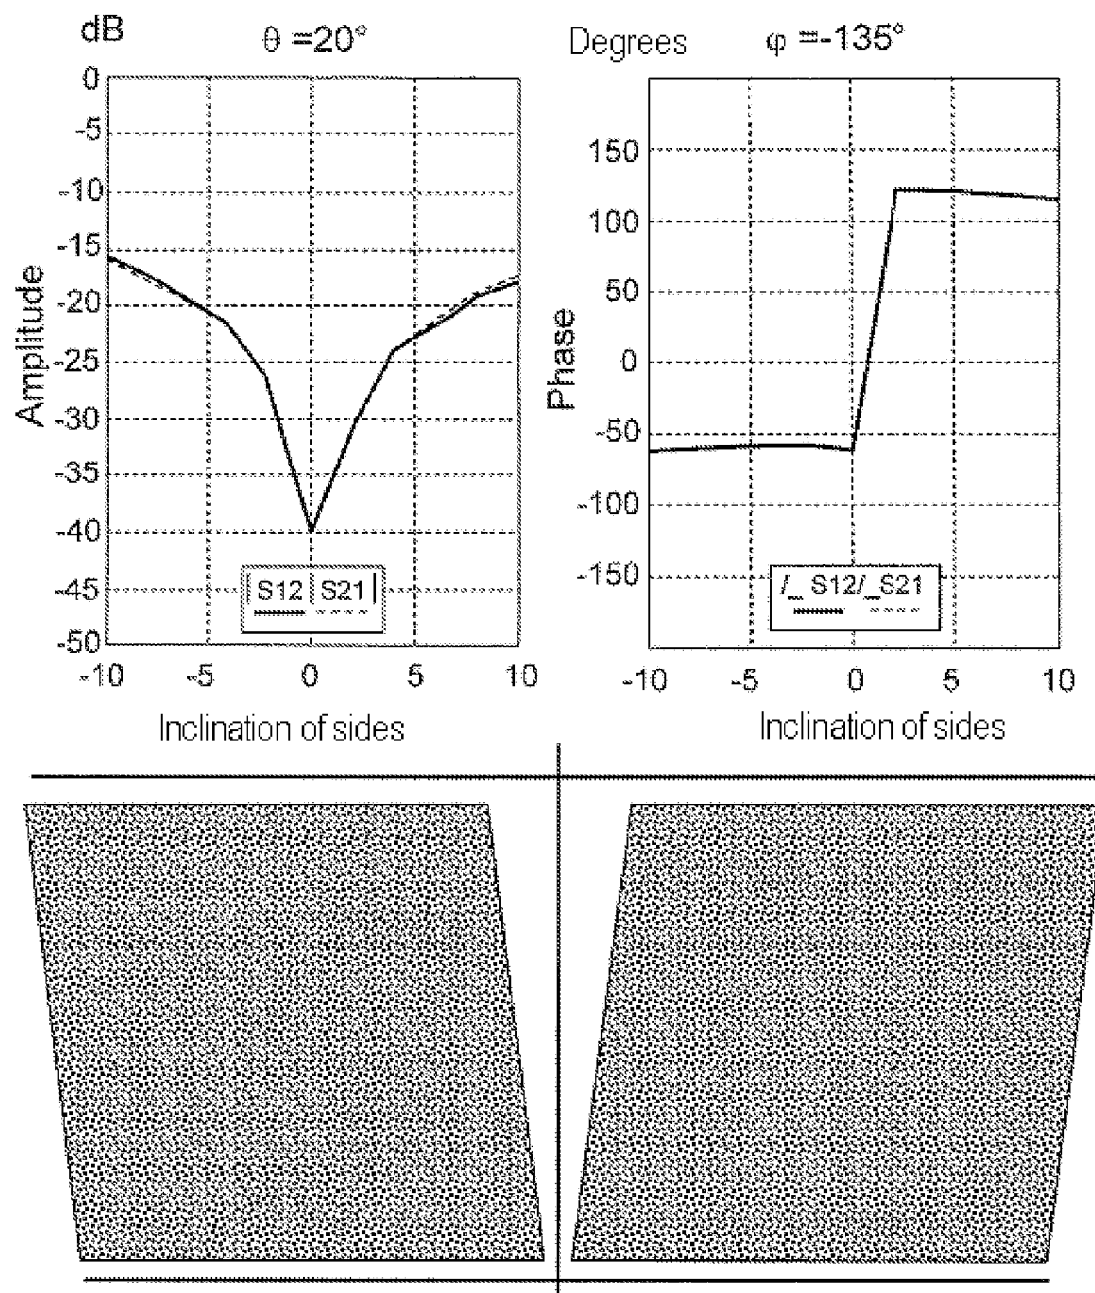 dB θ =20° Degrees φ =-135°
0
-5
-10
-15
-20
-25
-30
-35
-40
-45
-50
Amplitude
S12 S21
-10 -5 0 5 10
Inclination of sides
150
100
50
0
-50
-100
-150
Phase
/_ S12/_S21
-10 -5 0 5 10
Inclination of sides